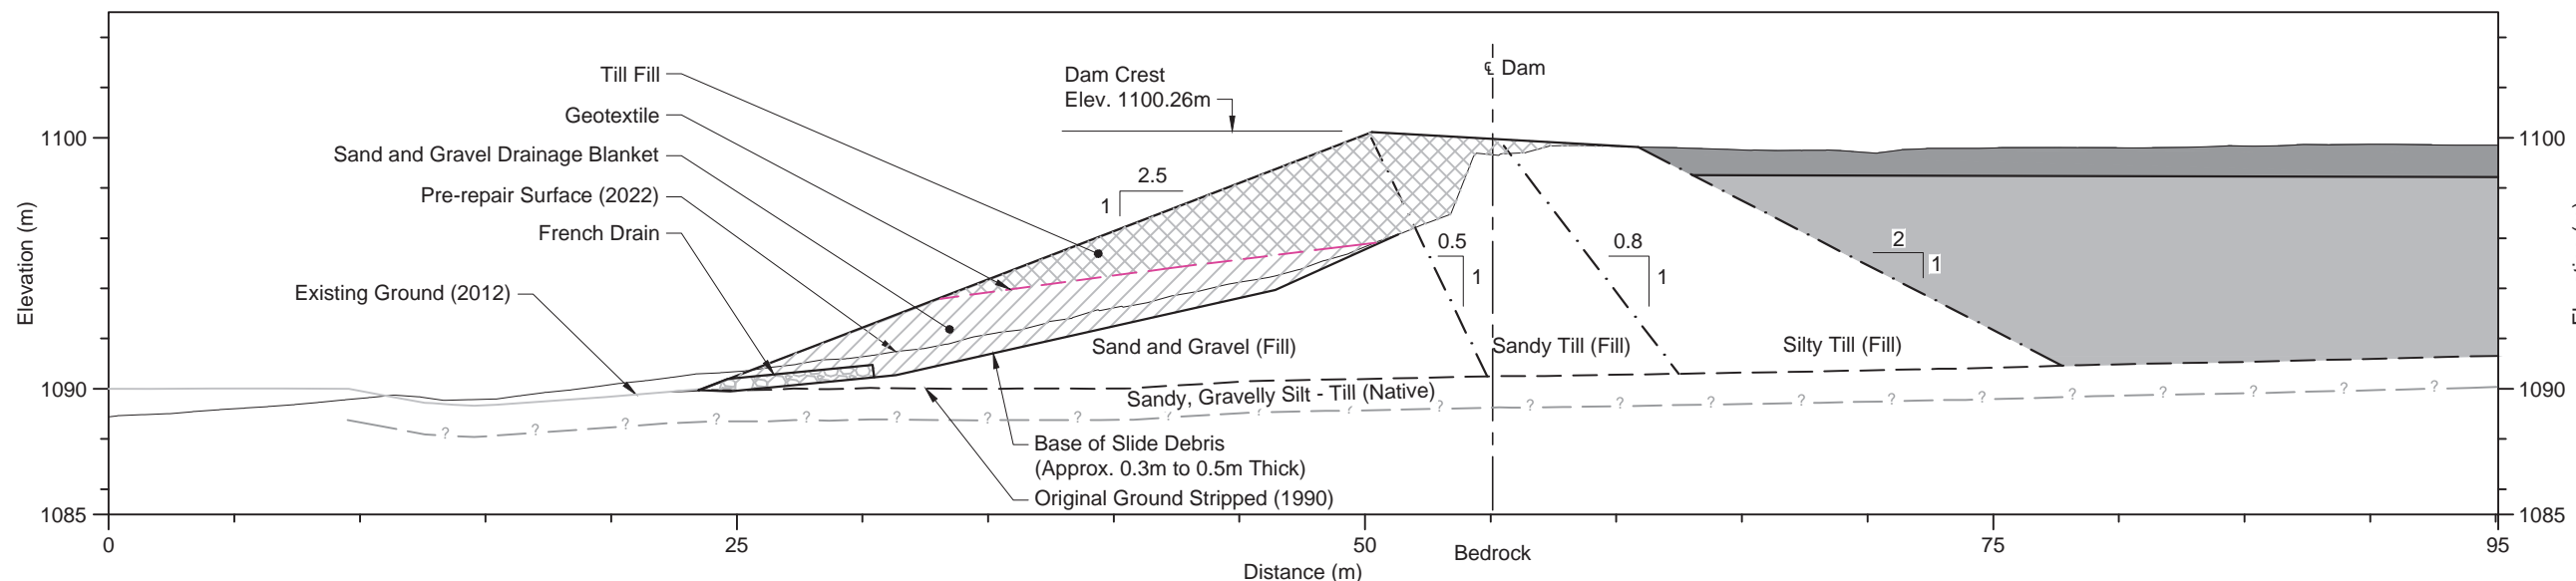 Till Fill
Geotextile
Sand and Gravel Drainage Blanket
Pre-repair Surface (2022)
French Drain
Existing Ground (2012)
Dam Crest
Elev. 1100.26m
℄ Dam
2.5
1
0.5
1
0.8
1
2
1
Sand and Gravel (Fill)
Sandy Till (Fill)
Silty Till (Fill)
Sandy, Gravelly Silt - Till (Native)
? ? ? ? ? ? ? ? ? ? ? ? ? ? ? ? ? ? ? ? ? ? ?
Base of Slide Debris
(Approx. 0.3m to 0.5m Thick)
Original Ground Stripped (1990)
Elevation (m)
1100
1090
1085
1100
1090
1085
0
25
50
75
95
Bedrock
Distance (m)